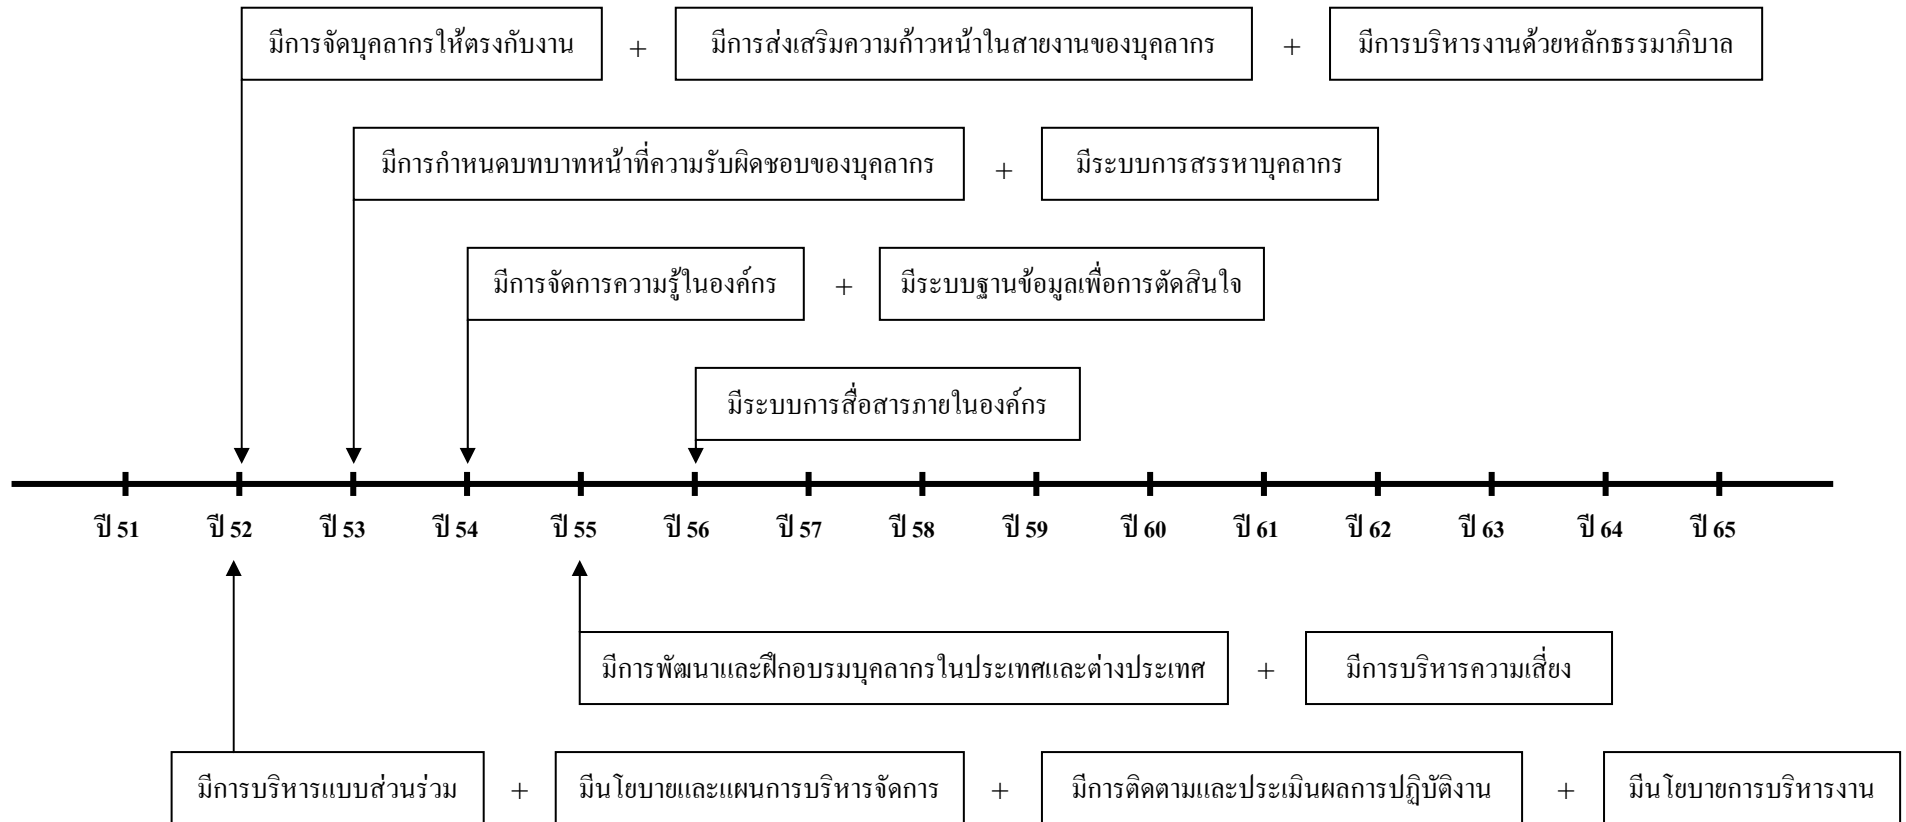 มีการจัดบุคลากรให้ตรงกับงาน + มีการส่งเสริมความก้าวหน้าในสายงานของบุคลากร + มีการบริหารงานด้วยหลักธรรมาภิบาล
มีการกำหนดบทบาทหน้าที่ความรับผิดชอบของบุคลากร + มีระบบการสรรหาบุคลากร
มีการจัดการความรู้ในองค์กร + มีระบบฐานข้อมูลเพื่อการตัดสินใจ
มีระบบการสื่อสารภายในองค์กร
ปี 51 ปี 52 ปี 53 ปี 54 ปี 55 ปี 56 ปี 57 ปี 58 ปี 59 ปี 60 ปี 61 ปี 62 ปี 63 ปี 64 ปี 65
มีการพัฒนาและฝึกอบรมบุคลากรในประเทศและต่างประเทศ + มีการบริหารความเสี่ยง
มีการบริหารแบบส่วนร่วม + มีนโยบายและแผนการบริหารจัดการ + มีการติดตามและประเมินผลการปฏิบัติงาน + มีนโยบายการบริหารงาน